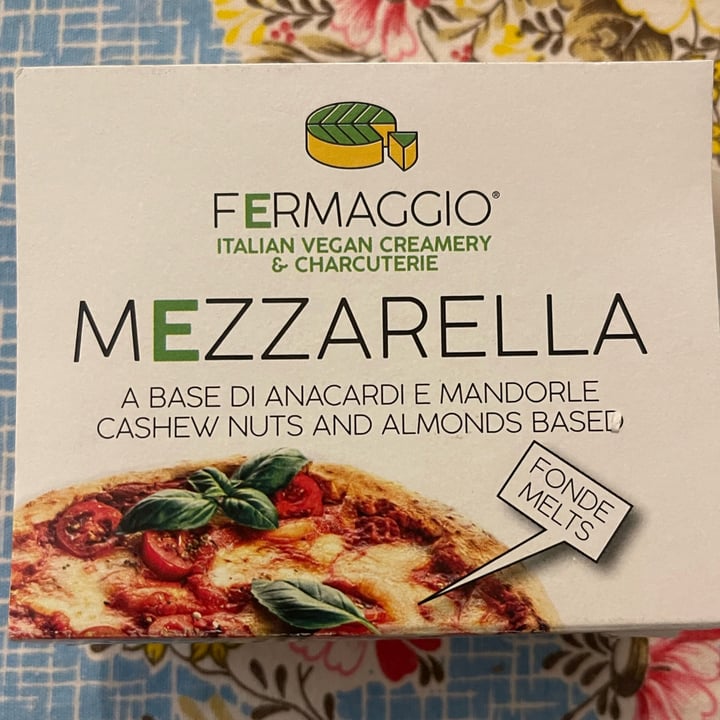 FERMAGGIO®
ITALIAN VEGAN CREAMERY
& CHARCUTERIE
MEZZARELLA
A BASE DI ANACARDI E MANDORLE
CASHEW NUTS AND ALMONDS BASED
FONDE
MELTS